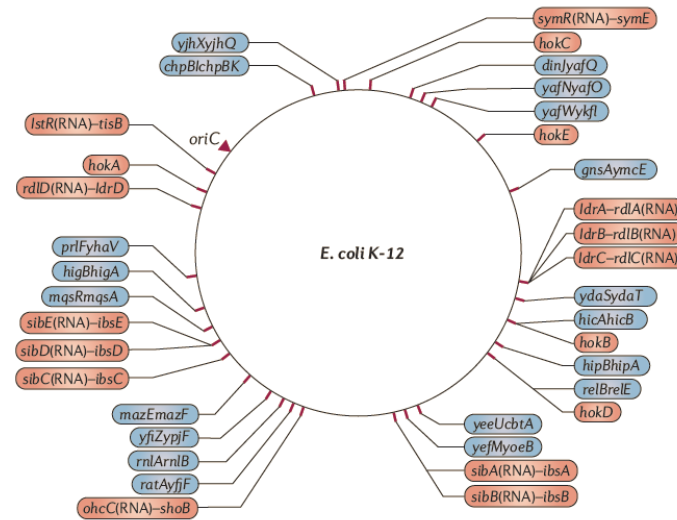 symR(RNA)–symE
yjhXyjhQ
hokC
chpBIchpBK
dinJyafQ
yafNyafO
yafWykfI
lstR(RNA)–tisB
oriC
hokE
hokA
gnsAymcE
rdlD(RNA)–ldrD
ldrA–rdlA(RNA)
ldrB–rdlB(RNA)
E. coli K-12
prlFyhaV
ldrC–rdlC(RNA)
higBhigA
mqsRmqsA
ydaSydaT
sibE(RNA)–ibsE
hicAhicB
hokB
sibD(RNA)–ibsD
hipBhipA
sibC(RNA)–ibsC
relBrelE
mazEmazF
hokD
yeeUcbtA
yfiZypjF
yefMyoeB
rnlArnlB
sibA(RNA)–ibsA
ratAyfjF
sibB(RNA)–ibsB
ohcC(RNA)–shoB